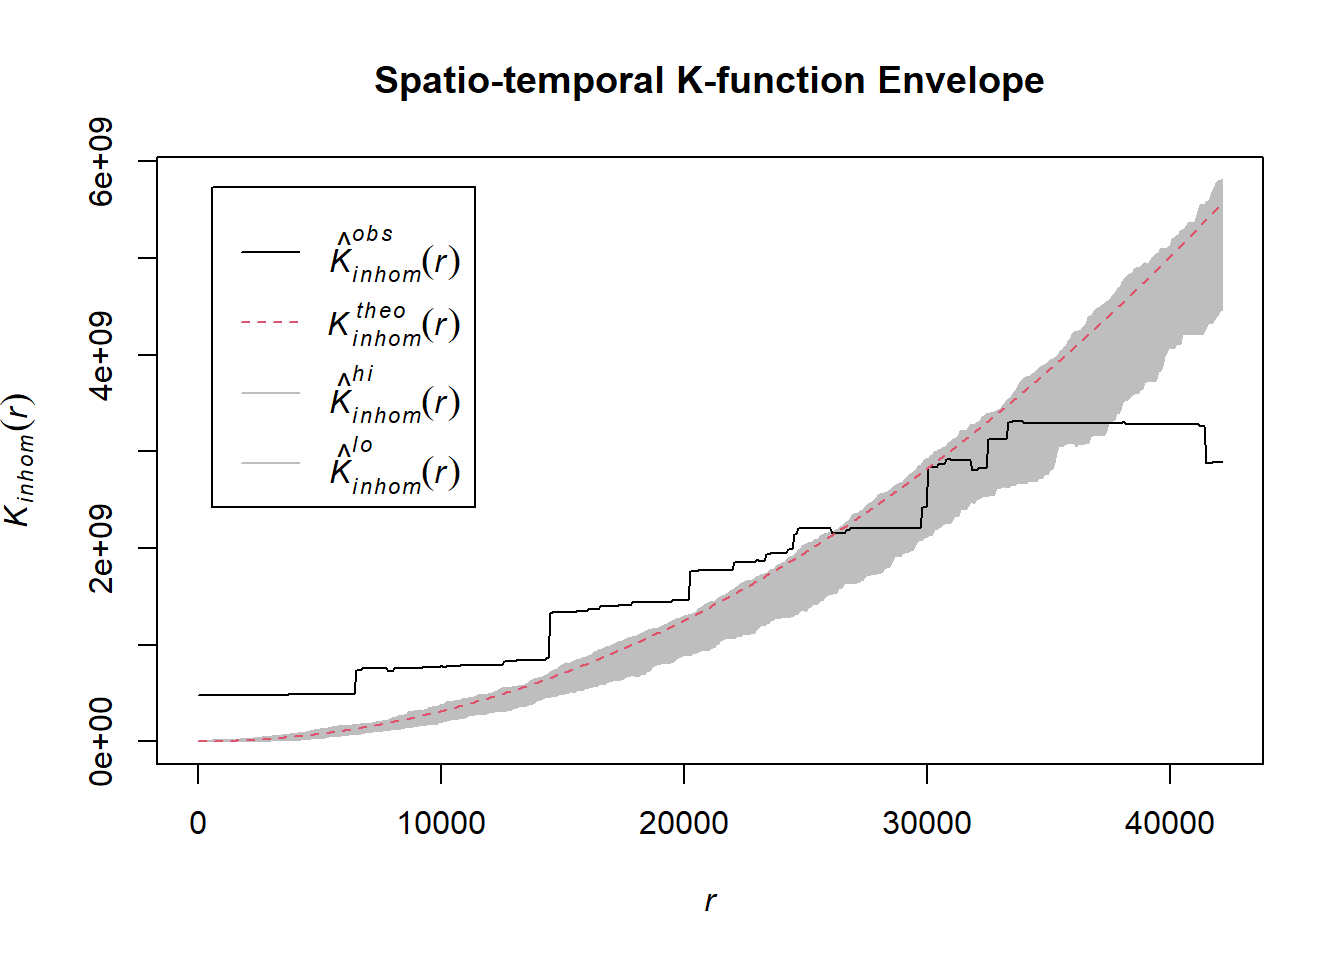 Spatio-temporal K-function Envelope
6e+09
4e+09
2e+09
0e+00
K_inhom(r)
K̂^obs_inhom(r)
K^theo_inhom(r)
K̂^hi_inhom(r)
K̂^lo_inhom(r)
0 10000 20000 30000 40000
r